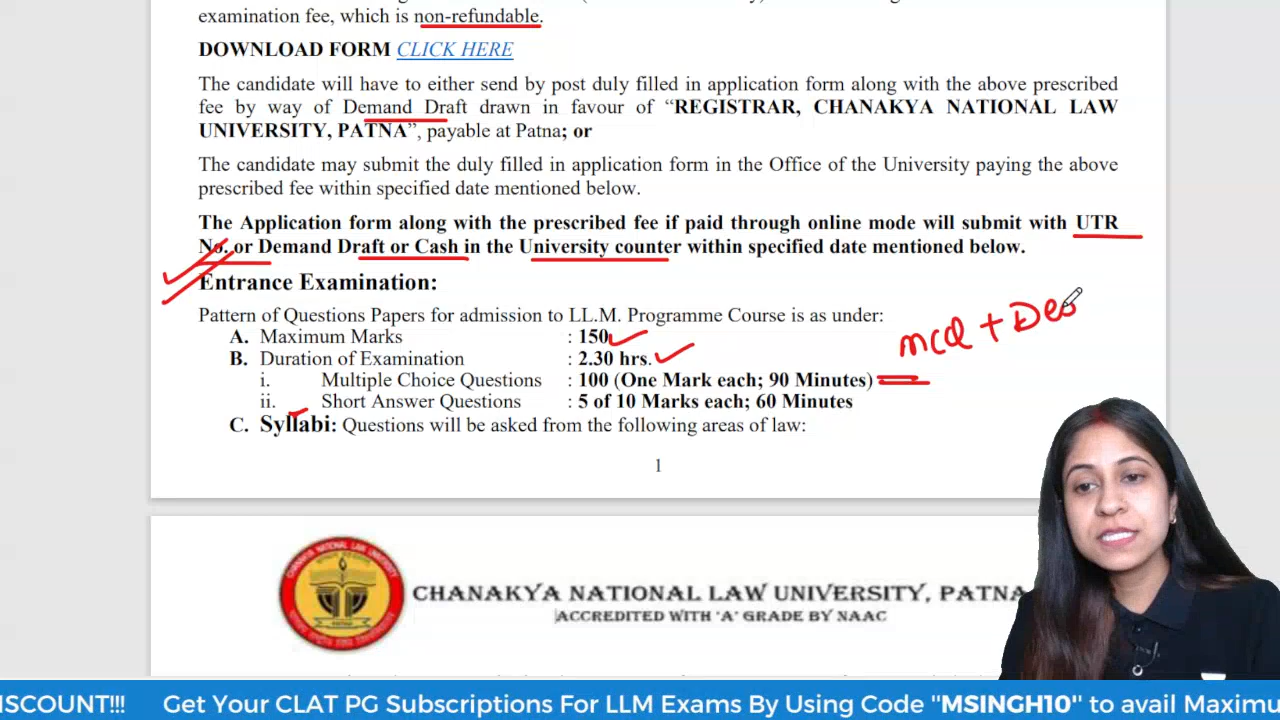 examination fee, which is non-refundable.
DOWNLOAD FORM CLICK HERE
The candidate will have to either send by post duly filled in application form along with the above prescribed
fee by way of Demand Draft drawn in favour of “REGISTRAR, CHANAKYA NATIONAL LAW
UNIVERSITY, PATNA”, payable at Patna; or
The candidate may submit the duly filled in application form in the Office of the University paying the above
prescribed fee within specified date mentioned below.
The Application form along with the prescribed fee if paid through online mode will submit with UTR
No. or Demand Draft or Cash in the University counter within specified date mentioned below.
Entrance Examination:
Pattern of Questions Papers for admission to LL.M. Programme Course is as under:
A. Maximum Marks : 150
B. Duration of Examination : 2.30 hrs.
mcQ + Des
i. Multiple Choice Questions : 100 (One Mark each; 90 Minutes)
ii. Short Answer Questions : 5 of 10 Marks each; 60 Minutes
C. Syllabi: Questions will be asked from the following areas of law:
1
CHANAKYA NATIONAL LAW UNIVERSITY, PATNA
ACCREDITED WITH 'A' GRADE BY NAAC
ISCOUNT!!! Get Your CLAT PG Subscriptions For LLM Exams By Using Code "MSINGH10" to avail Maximu